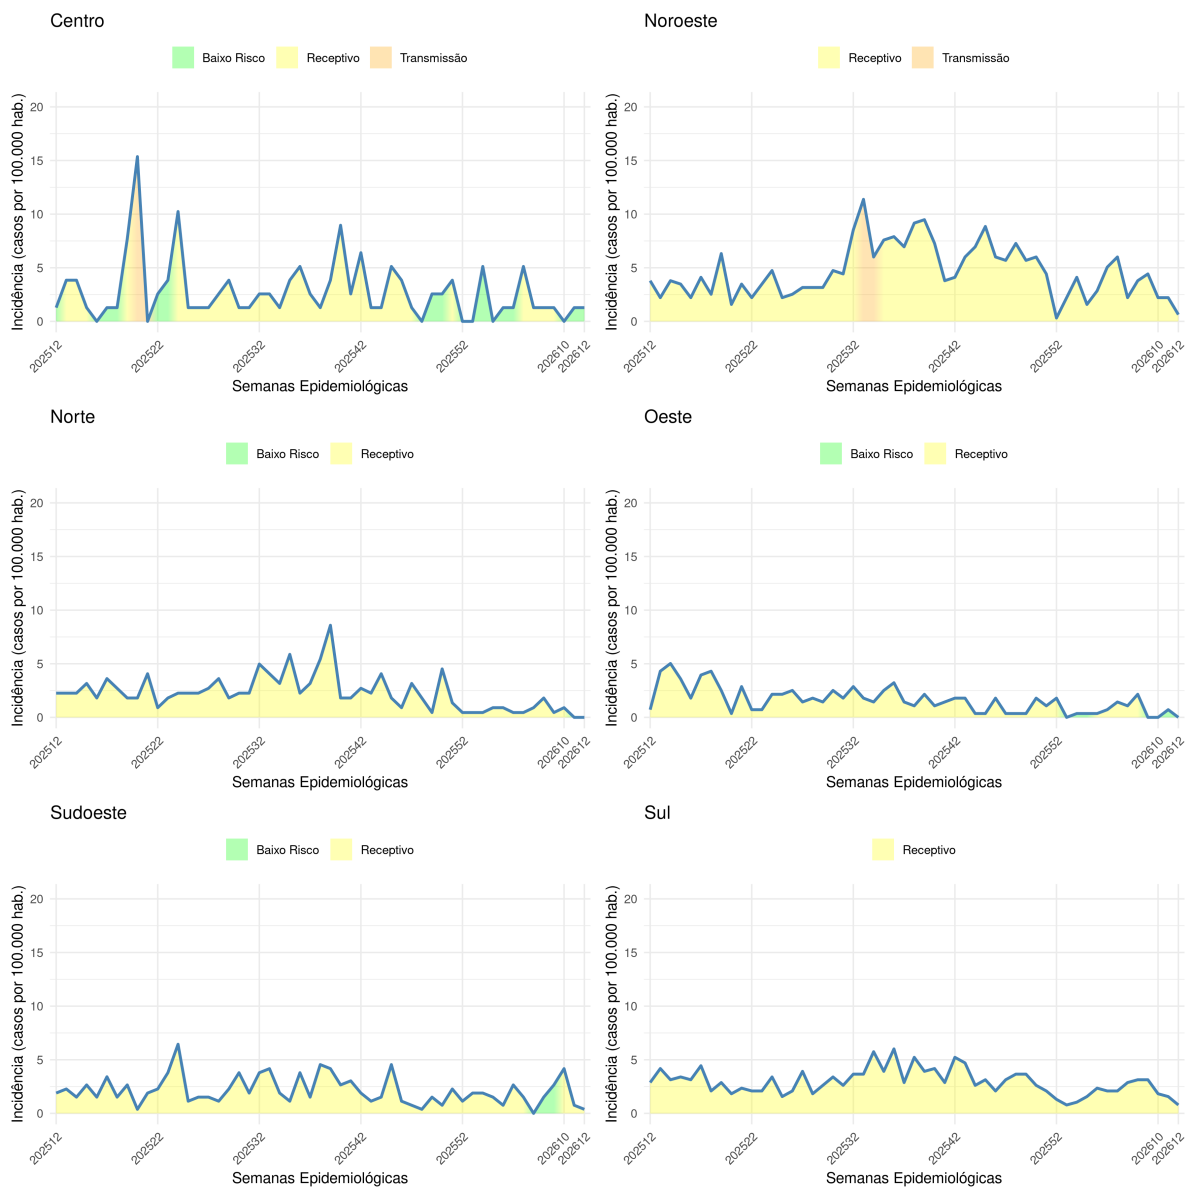 Centro
Baixo Risco Receptivo Transmissão
Incidência (casos por 100.000 hab.)
20
15
10
5
0
202512 202522 202532 202542 202552 202610 202612
Semanas Epidemiológicas
Noroeste
Receptivo Transmissão
Incidência (casos por 100.000 hab.)
20
15
10
5
0
202512 202522 202532 202542 202552 202610 202612
Semanas Epidemiológicas
Norte
Baixo Risco Receptivo
Incidência (casos por 100.000 hab.)
20
15
10
5
0
202512 202522 202532 202542 202552 202610 202612
Semanas Epidemiológicas
Oeste
Baixo Risco Receptivo
Incidência (casos por 100.000 hab.)
20
15
10
5
0
202512 202522 202532 202542 202552 202610 202612
Semanas Epidemiológicas
Sudoeste
Baixo Risco Receptivo
Incidência (casos por 100.000 hab.)
20
15
10
5
0
202512 202522 202532 202542 202552 202610 202612
Semanas Epidemiológicas
Sul
Receptivo
Incidência (casos por 100.000 hab.)
20
15
10
5
0
202512 202522 202532 202542 202552 202610 202612
Semanas Epidemiológicas